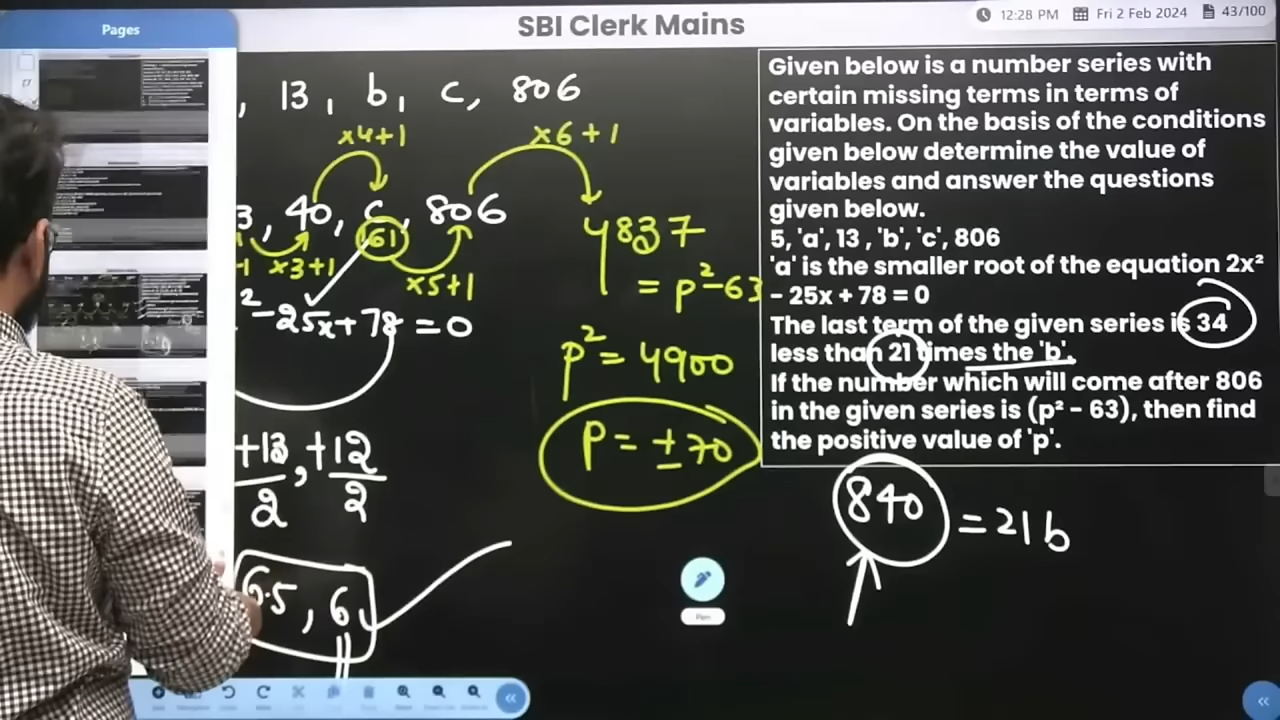 Pages
SBI Clerk Mains
12:28 PM Fri 2 Feb 2024 43/100
, 13, b, c, 806
x4+1
x6+1
3, 40, c, 806
161
-1 x3+1
x5+1
4837
= p²-63
²-25x+78=0
p² = 4900
P = ±70
+13/2, +12/2
6.5, 6
Given below is a number series with
certain missing terms in terms of
variables. On the basis of the conditions
given below determine the value of
variables and answer the questions
given below.
5, 'a', 13 , 'b', 'c', 806
'a' is the smaller root of the equation 2x²
- 25x + 78 = 0
The last term of the given series is 34
less than 21 times the 'b'.
If the number which will come after 806
in the given series is (p² - 63), then find
the positive value of 'p'.
840 = 21b
Pen